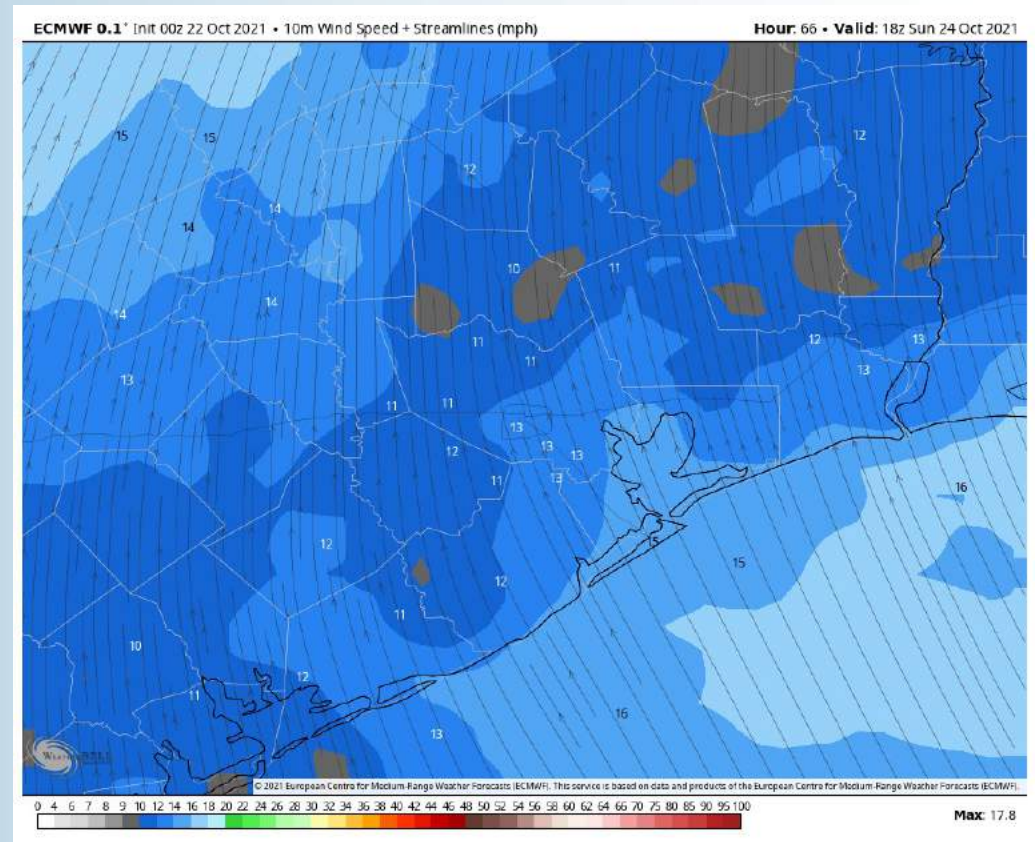 ECMWF 0.1° Init 00z 22 Oct 2021 • 10m Wind Speed + Streamlines (mph) Hour: 66 • Valid: 18z Sun 24 Oct 2021
15 15 12
12
14
14
10 11
14 14
11 12 13
11 13
13
11 11
13
12 13 13
11 13
16
12 15
15
12
11
10
11 12
16
13
WeatherBELL
© 2021 European Centre for Medium-Range Weather Forecasts (ECMWF). This service is based on data and products of the European Centre for Medium-Range Weather Forecasts (ECMWF).
0 4 6 7 8 9 10 12 14 16 18 20 22 24 26 28 30 32 34 36 38 40 42 44 46 48 50 52 54 56 58 60 62 64 66 70 75 80 85 90 95 100
Max: 17.8